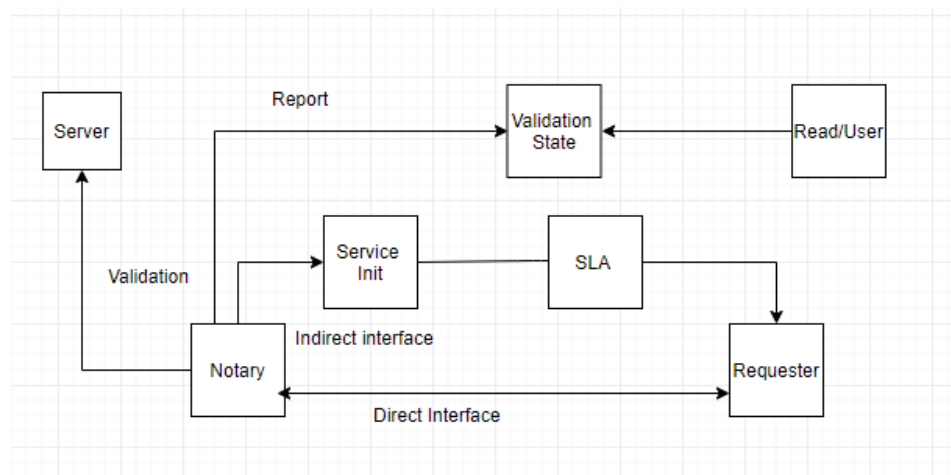 Report
Server
Validation
State
Read/User
Service
Init
SLA
Validation
Indirect interface
Notary
Requester
Direct Interface